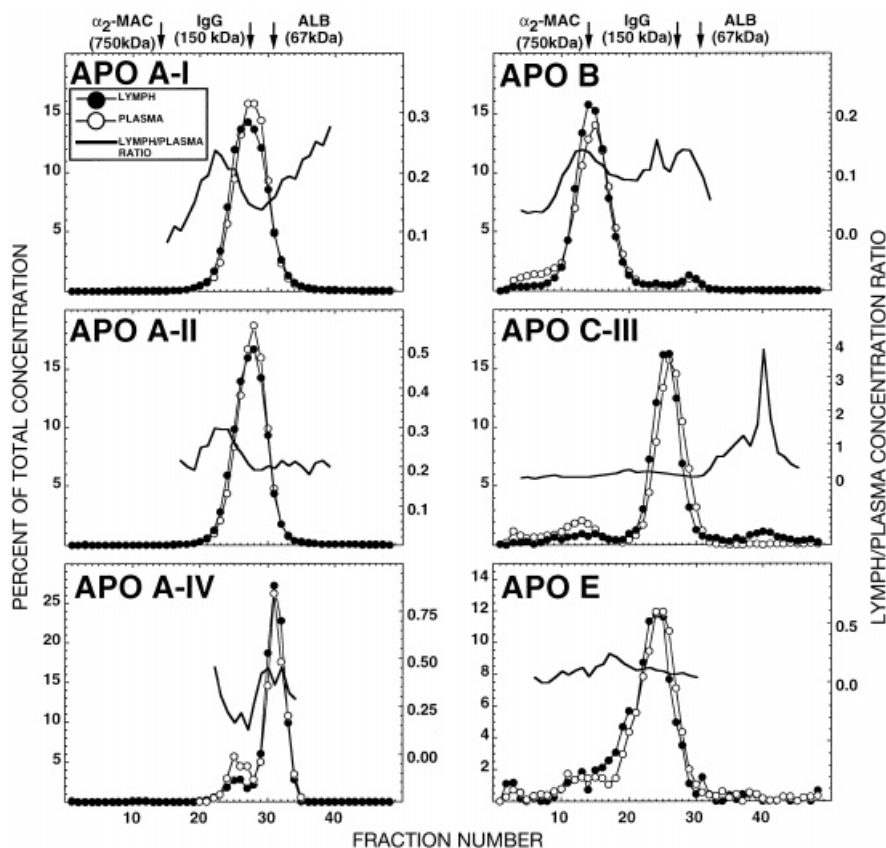 α2-MAC IgG ALB
(750kDa) (150 kDa) (67kDa)
α2-MAC IgG ALB
(750kDa) (150 kDa) (67kDa)
PERCENT OF TOTAL CONCENTRATION
APO A-I
LYMPH
PLASMA
LYMPH/PLASMA
RATIO
15
10
5
0.3
0.2
0.1
APO B
15
10
5
0.2
0.1
0.0
APO A-II
15
10
5
0.5
0.4
0.3
0.2
0.1
APO C-III
15
10
5
4
3
2
1
0
APO A-IV
25
20
15
10
5
0.75
0.50
0.25
0.00
10 20 30 40
APO E
14
12
10
8
6
4
2
0.5
0.0
10 20 30 40
LYMPH/PLASMA CONCENTRATION RATIO
FRACTION NUMBER